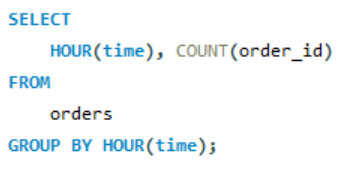 SELECT
HOUR(time), COUNT(order_id)
FROM
orders
GROUP BY HOUR(time);